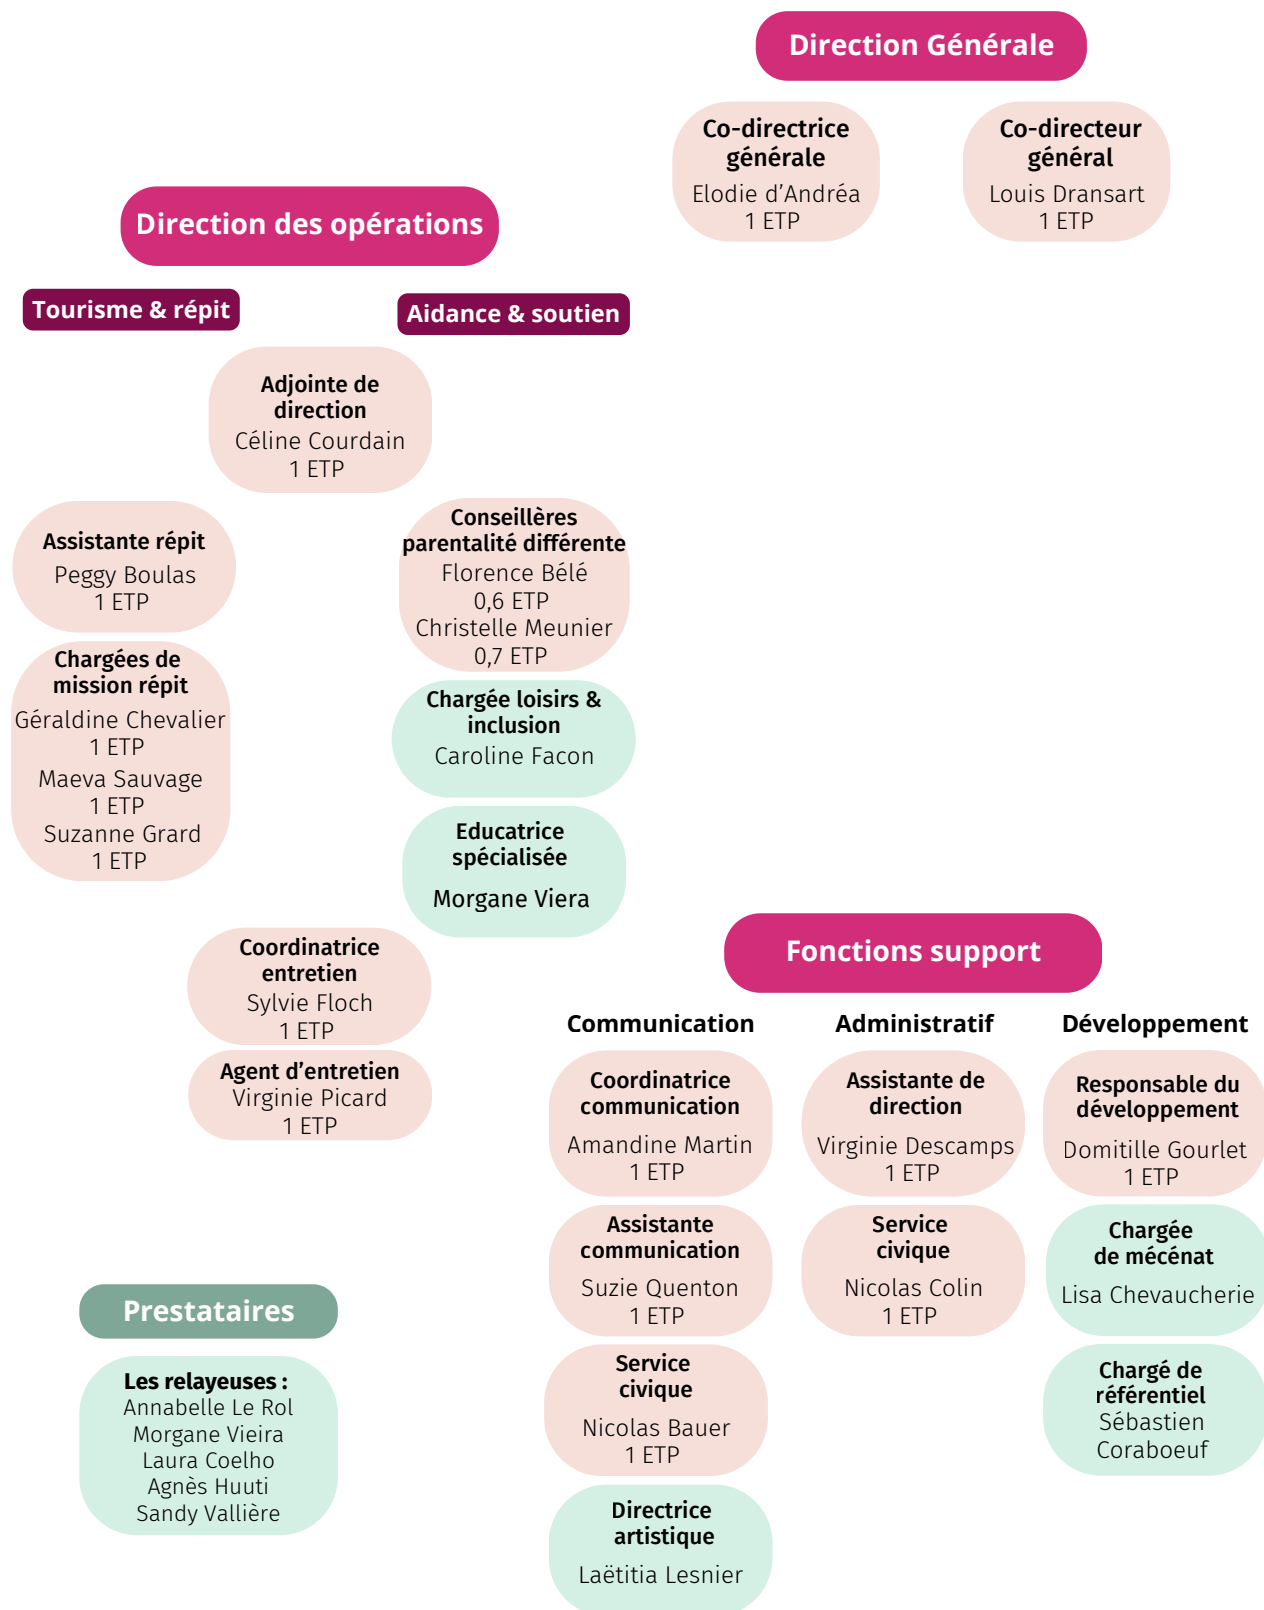 Direction Générale
Co-directrice
générale
Elodie d’Andréa
1 ETP
Co-directeur
général
Louis Dransart
1 ETP
Direction des opérations
Tourisme & répit
Aidance & soutien
Adjointe de
direction
Céline Courdain
1 ETP
Assistante répit
Peggy Boulas
1 ETP
Chargées de
mission répit
Géraldine Chevalier
1 ETP
Maeva Sauvage
1 ETP
Suzanne Grard
1 ETP
Conseillères
parentalité différente
Florence Bélé
0,6 ETP
Christelle Meunier
0,7 ETP
Chargée loisirs &
inclusion
Caroline Facon
Educatrice
spécialisée
Morgane Viera
Coordinatrice
entretien
Sylvie Floch
1 ETP
Agent d’entretien
Virginie Picard
1 ETP
Fonctions support
Communication
Coordinatrice
communication
Amandine Martin
1 ETP
Assistante
communication
Suzie Quenton
1 ETP
Service
civique
Nicolas Bauer
1 ETP
Directrice
artistique
Laëtitia Lesnier
Administratif
Assistante de
direction
Virginie Descamps
1 ETP
Service
civique
Nicolas Colin
1 ETP
Développement
Responsable du
développement
Domitille Gourlet
1 ETP
Chargée
de mécénat
Lisa Chevaucherie
Chargé de
référentiel
Sébastien
Coraboeuf
Prestataires
Les relayeuses :
Annabelle Le Rol
Morgane Vieira
Laura Coelho
Agnès Huuti
Sandy Vallière